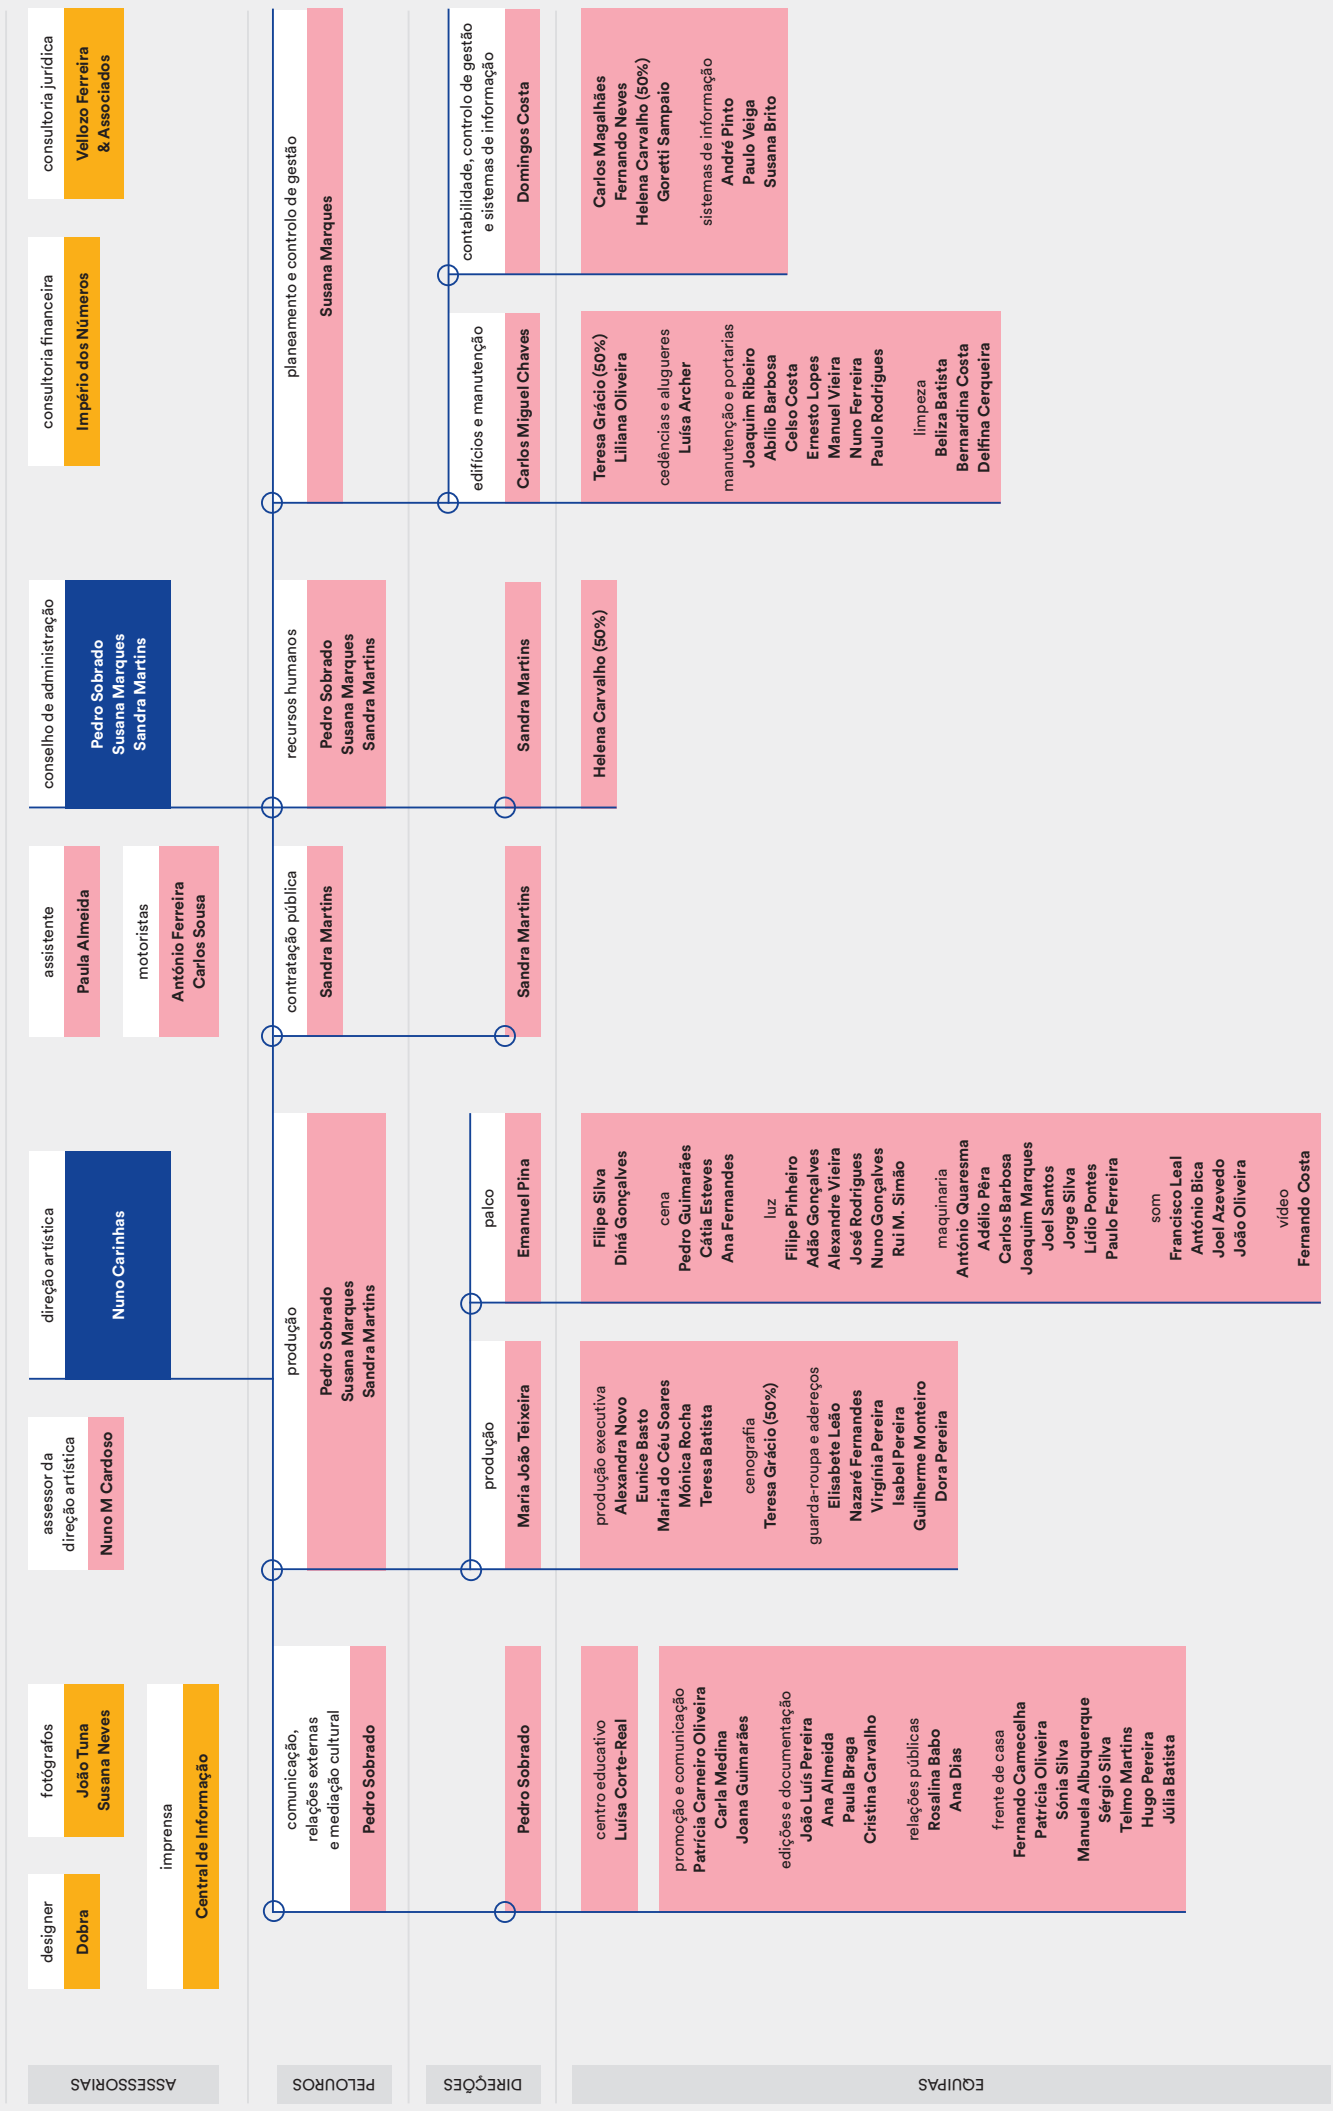 ASSESSORIAS
designer
Dobra
fotógrafos
João Tuna
Susana Neves
imprensa
Central de Informação
assessor da
direção artística
Nuno M Cardoso
direção artística
Nuno Carinhas
assistente
Paula Almeida
motoristas
António Ferreira
Carlos Sousa
conselho de administração
Pedro Sobrado
Susana Marques
Sandra Martins
consultoria financeira
Império dos Números
consultoria jurídica
Vellozo Ferreira
& Associados
PELOUROS
comunicação,
relações externas
e mediação cultural
Pedro Sobrado
produção
Pedro Sobrado
Susana Marques
Sandra Martins
contratação pública
Sandra Martins
recursos humanos
Pedro Sobrado
Susana Marques
Sandra Martins
planeamento e controlo de gestão
Susana Marques
DIREÇÕES
Pedro Sobrado
produção
Maria João Teixeira
palco
Emanuel Pina
Sandra Martins
Sandra Martins
edifícios e manutenção
Carlos Miguel Chaves
contabilidade, controlo de gestão
e sistemas de informação
Domingos Costa
EQUIPAS
centro educativo
Luísa Corte-Real
promoção e comunicação
Patrícia Carneiro Oliveira
Carla Medina
Joana Guimarães
edições e documentação
João Luís Pereira
Ana Almeida
Paula Braga
Cristina Carvalho
relações públicas
Rosalina Babo
Ana Dias
frente de casa
Fernando Camecelha
Patrícia Oliveira
Sónia Silva
Manuela Albuquerque
Sérgio Silva
Telmo Martins
Hugo Pereira
Júlia Batista
produção executiva
Alexandra Novo
Eunice Basto
Maria do Céu Soares
Mónica Rocha
Teresa Batista
cenografia
Teresa Grácio (50%)
guarda-roupa e adereços
Elisabete Leão
Nazaré Fernandes
Virgínia Pereira
Isabel Pereira
Guilherme Monteiro
Dora Pereira
Filipe Silva
Diná Gonçalves
cena
Pedro Guimarães
Cátia Esteves
Ana Fernandes
luz
Filipe Pinheiro
Adão Gonçalves
Alexandre Vieira
José Rodrigues
Nuno Gonçalves
Rui M. Simão
maquinaria
António Quaresma
Adélio Pêra
Carlos Barbosa
Joaquim Marques
Joel Santos
Jorge Silva
Lídio Pontes
Paulo Ferreira
som
Francisco Leal
António Bica
Joel Azevedo
João Oliveira
vídeo
Fernando Costa
Helena Carvalho (50%)
Teresa Grácio (50%)
Liliana Oliveira
cedências e alugueres
Luísa Archer
manutenção e portarias
Joaquim Ribeiro
Abílio Barbosa
Celso Costa
Ernesto Lopes
Manuel Vieira
Nuno Ferreira
Paulo Rodrigues
limpeza
Beliza Batista
Bernardina Costa
Delfina Cerqueira
Carlos Magalhães
Fernando Neves
Helena Carvalho (50%)
Goretti Sampaio
sistemas de informação
André Pinto
Paulo Veiga
Susana Brito